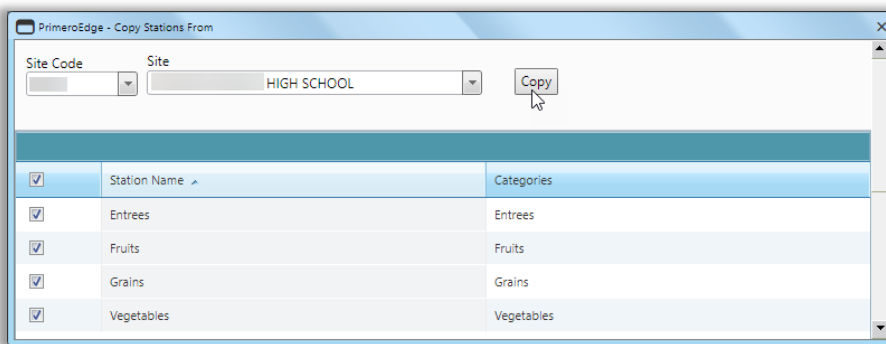 PrimeroEdge - Copy Stations From
Site Code Site
HIGH SCHOOL Copy
Station Name Categories
Entrees Entrees
Fruits Fruits
Grains Grains
Vegetables Vegetables